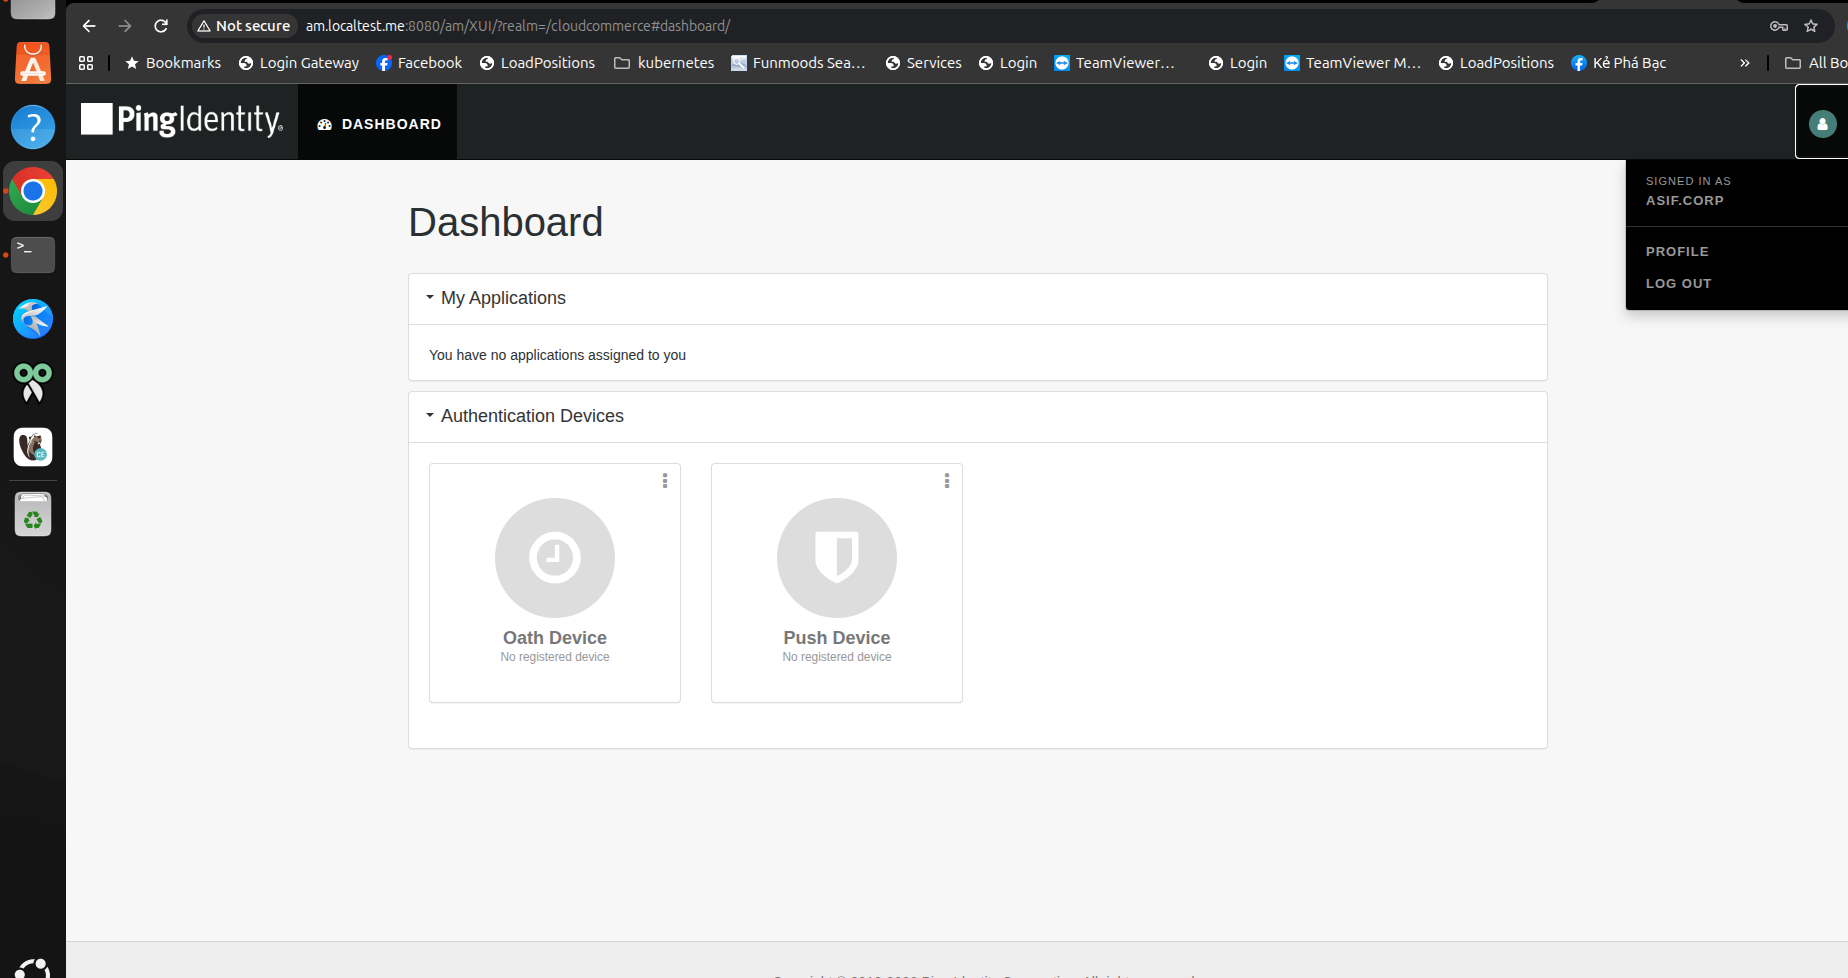 Not secure am.localtest.me:8080/am/XUI/?realm=/cloudcommerce#dashboard/
Bookmarks Login Gateway Facebook LoadPositions kubernetes Funmoods Sea... Services Login TeamViewer... Login TeamViewer M... LoadPositions Kẻ Phá Bạc » All Bo
PingIdentity® DASHBOARD
SIGNED IN AS
ASIF.CORP
PROFILE
LOG OUT
Dashboard
My Applications
You have no applications assigned to you
Authentication Devices
Oath Device
No registered device
Push Device
No registered device